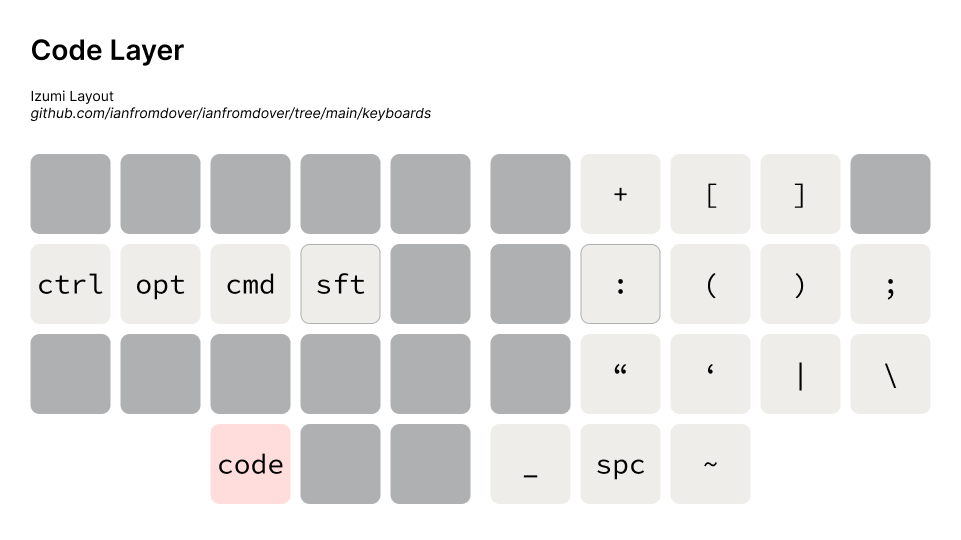 Code Layer
Izumi Layout
github.com/ianfromdover/ianfromdover/tree/main/keyboards
+ [ ]
ctrl opt cmd sft : ( ) ;
“ ‘ | \
code _ spc ~